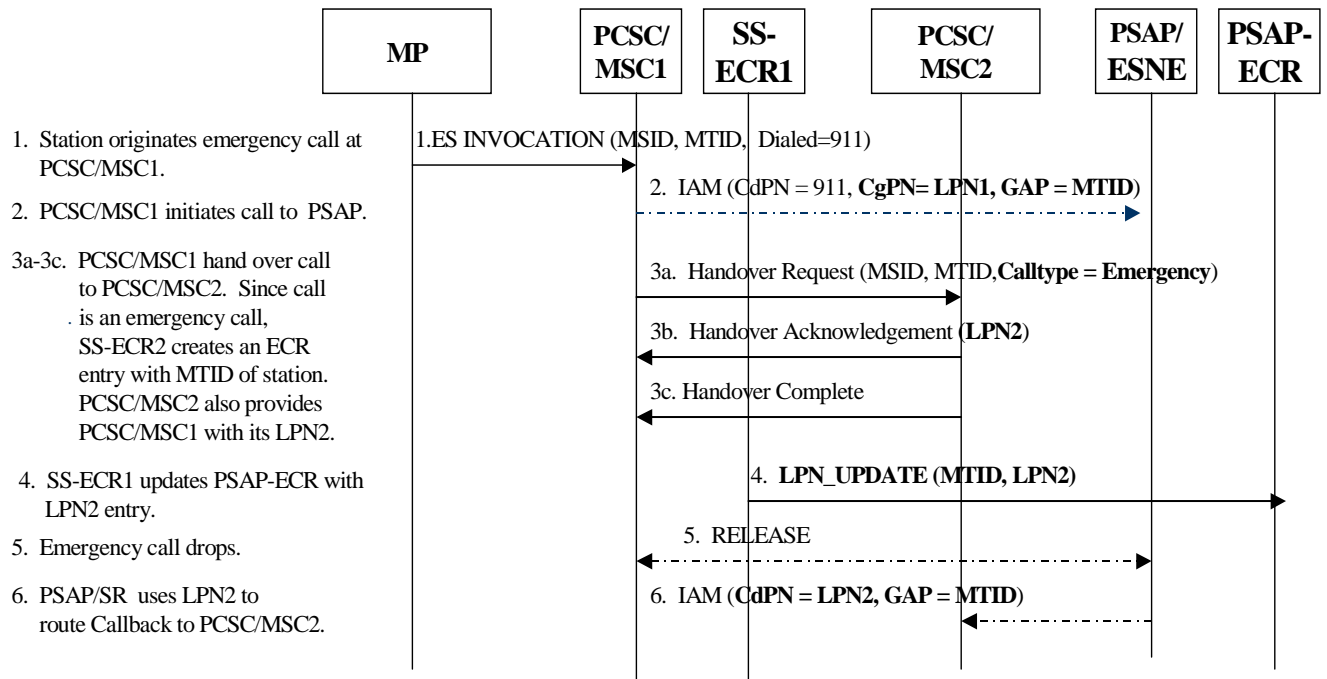 MP
PCSC/
MSC1
SS-
ECR1
PCSC/
MSC2
PSAP/
ESNE
PSAP-
ECR
1. Station originates emergency call at
PCSC/MSC1.
1.ES INVOCATION (MSID, MTID, Dialed=911)
2. IAM (CdPN = 911, CgPN= LPN1, GAP = MTID)
2. PCSC/MSC1 initiates call to PSAP.
3a-3c. PCSC/MSC1 hand over call
to PCSC/MSC2. Since call
. is an emergency call,
SS-ECR2 creates an ECR
entry with MTID of station.
PCSC/MSC2 also provides
PCSC/MSC1 with its LPN2.
3a. Handover Request (MSID, MTID,Calltype = Emergency)
3b. Handover Acknowledgement (LPN2)
3c. Handover Complete
4. SS-ECR1 updates PSAP-ECR with
LPN2 entry.
4. LPN_UPDATE (MTID, LPN2)
5. Emergency call drops.
5. RELEASE
6. PSAP/SR uses LPN2 to
route Callback to PCSC/MSC2.
6. IAM (CdPN = LPN2, GAP = MTID)